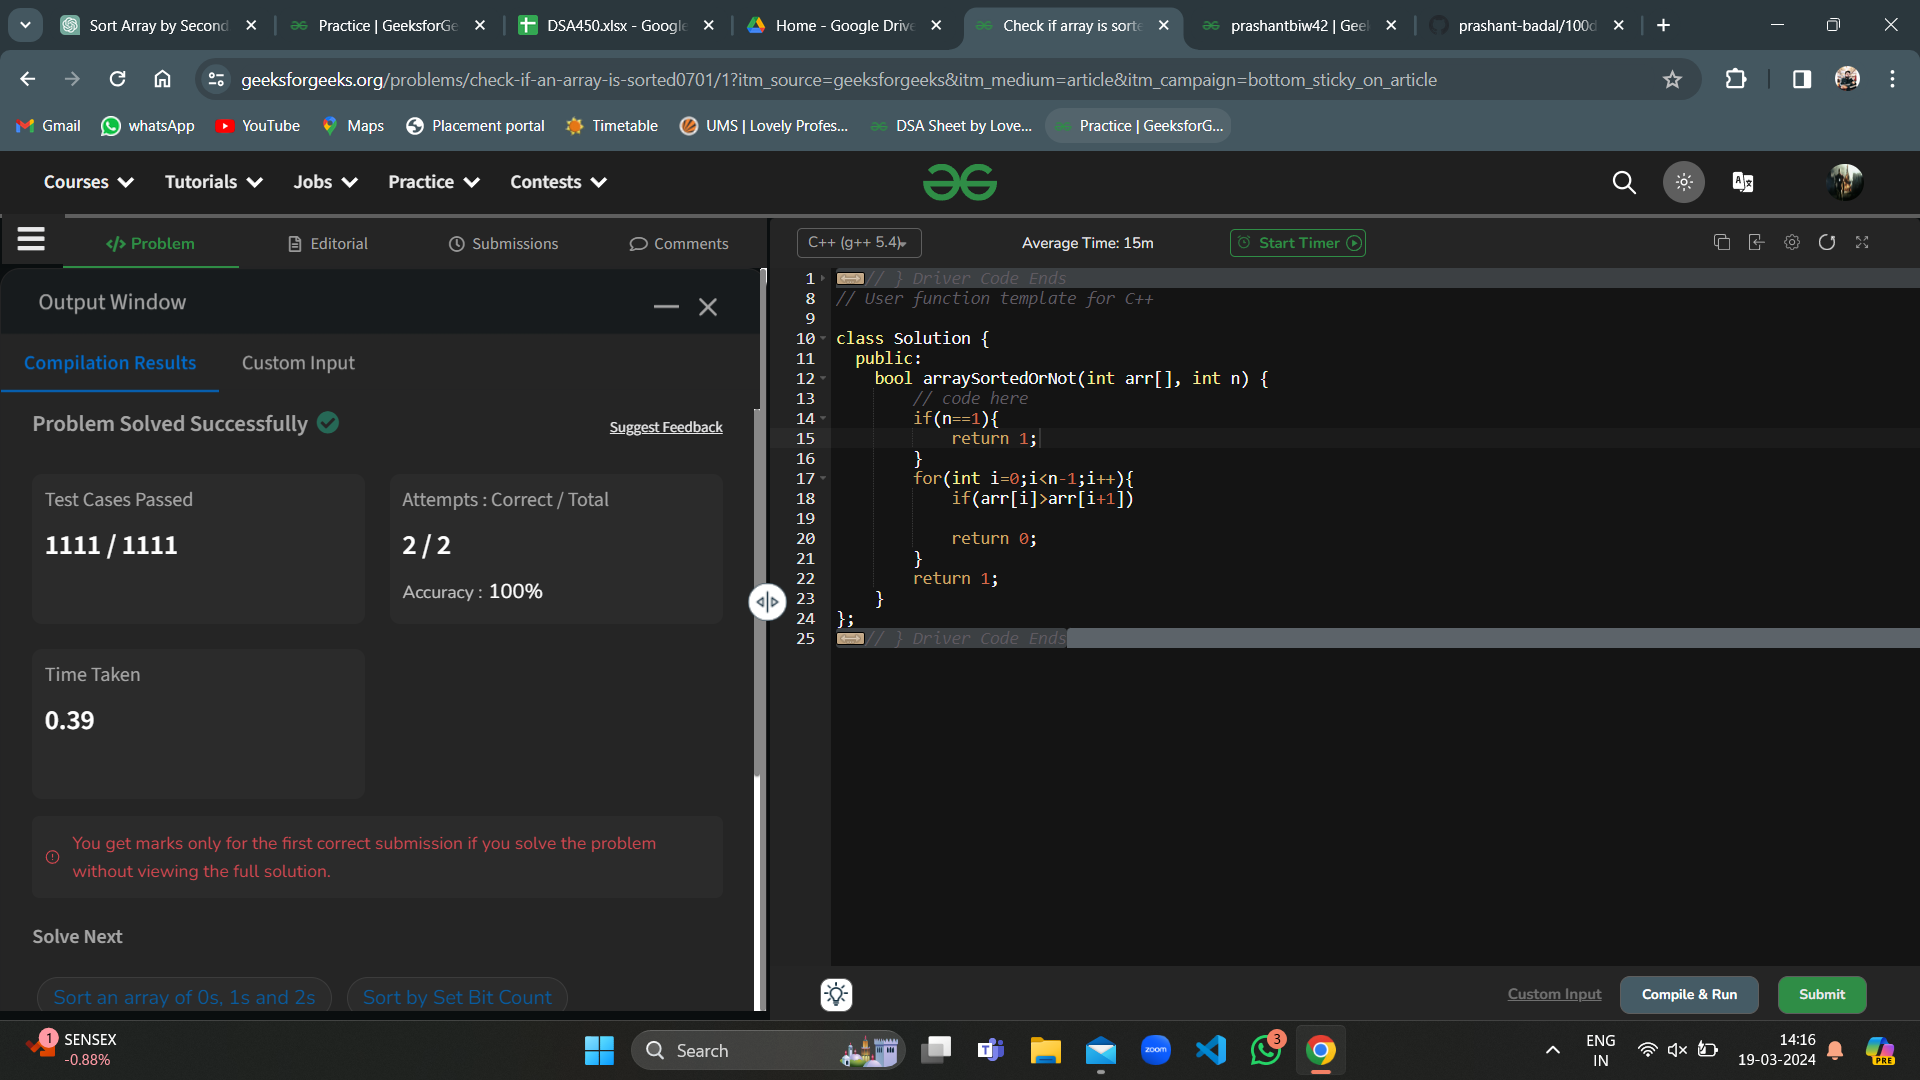 Sort Array by Second
Practice | GeeksforGe
DSA450.xlsx - Google
Home - Google Drive
Check if array is sorte
prashantbiw42 | Geek
prashant-badal/100d
geeksforgeeks.org/problems/check-if-an-array-is-sorted0701/1?itm_source=geeksforgeeks&itm_medium=article&itm_campaign=bottom_sticky_on_article
Gmail
whatsApp
YouTube
Maps
Placement portal
Timetable
UMS | Lovely Profes...
DSA Sheet by Love...
Practice | GeeksforG...
Courses
Tutorials
Jobs
Practice
Contests
</> Problem
Editorial
Submissions
Comments
C++ (g++ 5.4)
Average Time: 15m
Start Timer
Output Window
Compilation Results
Custom Input
Problem Solved Successfully
Suggest Feedback
Test Cases Passed
1111 / 1111
Attempts : Correct / Total
2 / 2
Accuracy : 100%
Time Taken
0.39
You get marks only for the first correct submission if you solve the problem
without viewing the full solution.
Solve Next
Sort an array of 0s, 1s and 2s
Sort by Set Bit Count
1 // } Driver Code Ends
8 // User function template for C++
9
10 class Solution {
11 public:
12 bool arraySortedOrNot(int arr[], int n) {
13 // code here
14 if(n==1){
15 return 1;
16 }
17 for(int i=0;i<n-1;i++){
18 if(arr[i]>arr[i+1])
19
20 return 0;
21 }
22 return 1;
23 }
24 };
25 // } Driver Code Ends
Custom Input
Compile & Run
Submit
1
SENSEX
-0.88%
Search
zoom
3
ENG
IN
14:16
19-03-2024
PRE